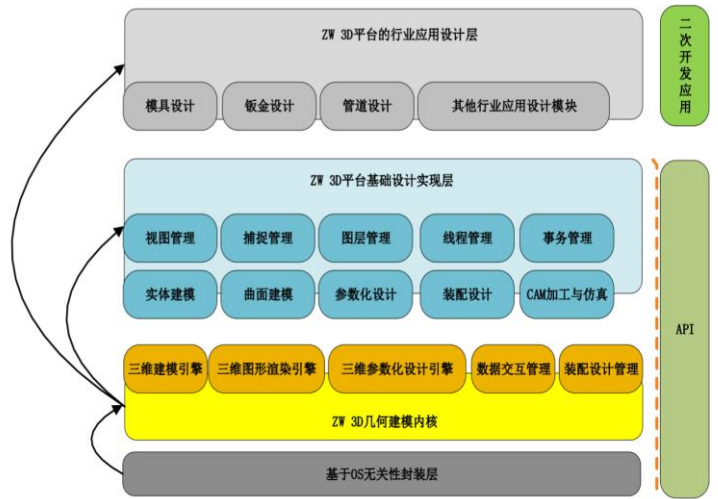 ZW 3D平台的行业应用设计层
模具设计
钣金设计
管道设计
其他行业应用设计模块
二次开发应用
ZW 3D平台基础设计实现层
视图管理
捕捉管理
图层管理
线程管理
事务管理
实体建模
曲面建模
参数化设计
装配设计
CAM加工与仿真
API
三维建模引擎
三维图形渲染引擎
三维参数化设计引擎
数据交互管理
装配设计管理
ZW 3D几何建模内核
基于OS无关性封装层